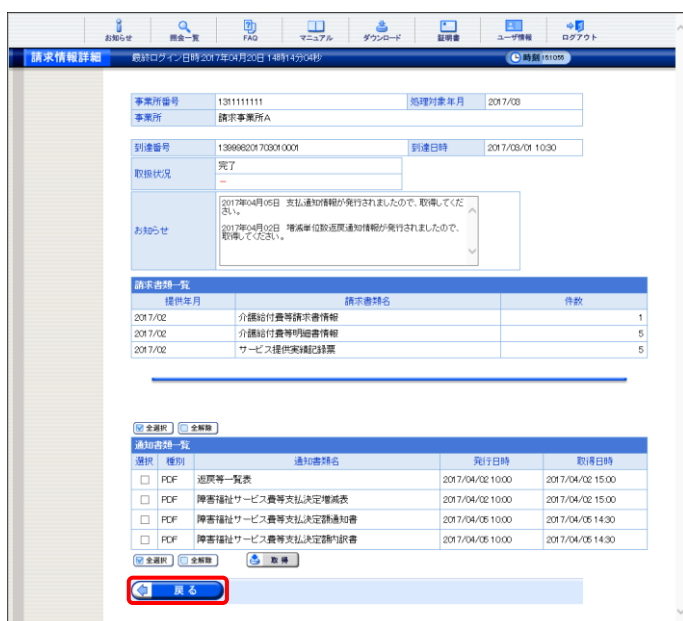 お知らせ 照会一覧 FAQ マニュアル ダウンロード 証明書 ユーザ情報 ログアウト
請求情報詳細 最終ログイン日時:2017年04月20日 14時14分04秒 時刻 15:10:55
事業所番号 1311111111 処理対象年月 2017/03
事業所 請求事業所A
到達番号 139998201703010001 到達日時 2017/03/01 10:30
取扱状況 完了
－
お知らせ
2017年04月05日 支払通知情報が発行されましたので、取得してくだ
さい。
2017年04月02日 増減単位数返戻通知情報が発行されましたので、
取得してください。
請求書類一覧
提供年月 請求書類名 件数
2017/02 介護給付費等請求書情報 1
2017/02 介護給付費等明細書情報 5
2017/02 サービス提供実績記録票 5
全選択 全解除
通知書類一覧
選択 種別 通知書類名 発行日時 取得日時
PDF 返戻等一覧表 2017/04/02 10:00 2017/04/02 15:00
PDF 障害福祉サービス費等支払決定増減表 2017/04/02 10:00 2017/04/02 15:00
PDF 障害福祉サービス費等支払決定額通知書 2017/04/05 10:00 2017/04/05 14:30
PDF 障害福祉サービス費等支払決定額内訳書 2017/04/05 10:00 2017/04/05 14:30
全選択 全解除 取得
戻る